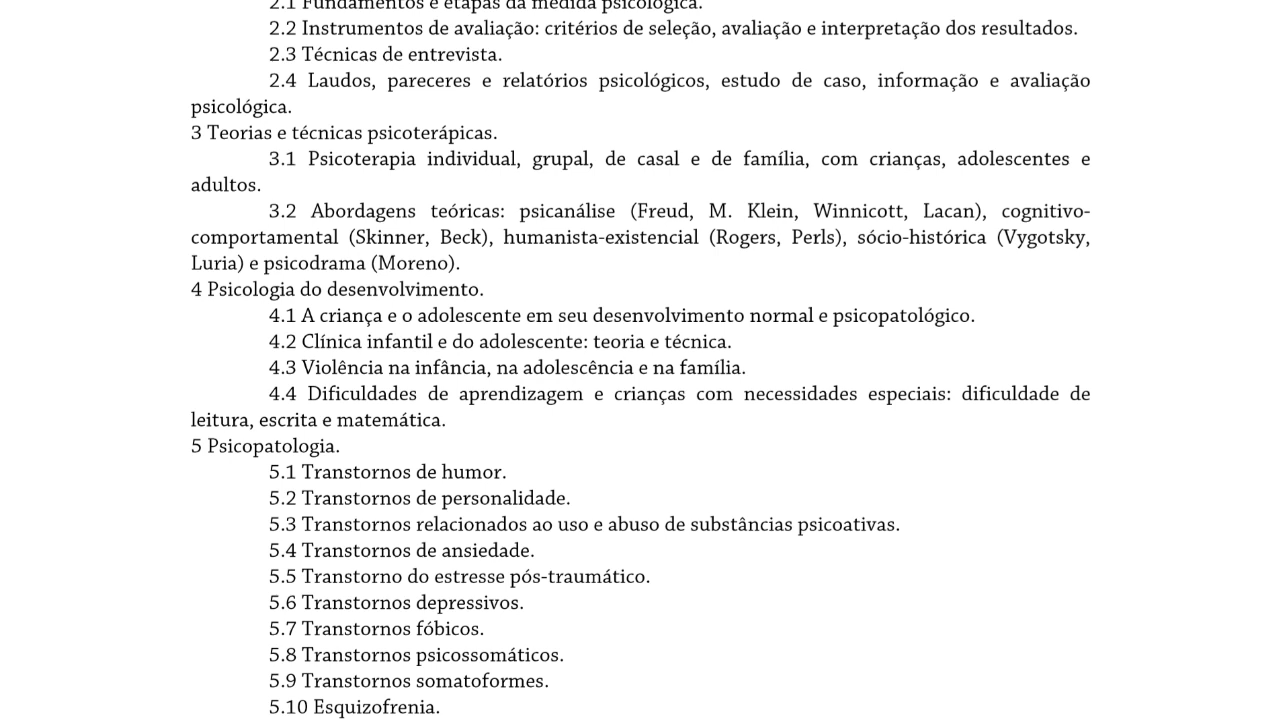 2.1 Fundamentos e etapas da medida psicológica.
2.2 Instrumentos de avaliação: critérios de seleção, avaliação e interpretação dos resultados.
2.3 Técnicas de entrevista.
2.4 Laudos, pareceres e relatórios psicológicos, estudo de caso, informação e avaliação
psicológica.
3 Teorias e técnicas psicoterápicas.
3.1 Psicoterapia individual, grupal, de casal e de família, com crianças, adolescentes e
adultos.
3.2 Abordagens teóricas: psicanálise (Freud, M. Klein, Winnicott, Lacan), cognitivo-
comportamental (Skinner, Beck), humanista-existencial (Rogers, Perls), sócio-histórica (Vygotsky,
Luria) e psicodrama (Moreno).
4 Psicologia do desenvolvimento.
4.1 A criança e o adolescente em seu desenvolvimento normal e psicopatológico.
4.2 Clínica infantil e do adolescente: teoria e técnica.
4.3 Violência na infância, na adolescência e na família.
4.4 Dificuldades de aprendizagem e crianças com necessidades especiais: dificuldade de
leitura, escrita e matemática.
5 Psicopatologia.
5.1 Transtornos de humor.
5.2 Transtornos de personalidade.
5.3 Transtornos relacionados ao uso e abuso de substâncias psicoativas.
5.4 Transtornos de ansiedade.
5.5 Transtorno do estresse pós-traumático.
5.6 Transtornos depressivos.
5.7 Transtornos fóbicos.
5.8 Transtornos psicossomáticos.
5.9 Transtornos somatoformes.
5.10 Esquizofrenia.